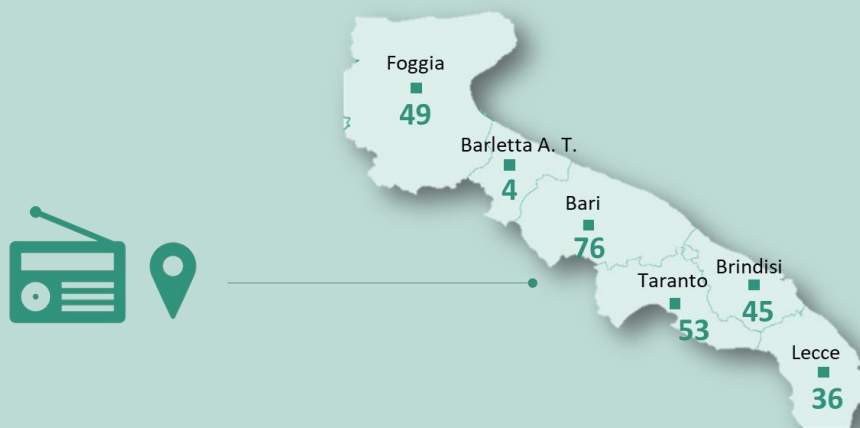 Foggia
49
Barletta A. T.
4
Bari
76
Taranto
53
Brindisi
45
Lecce
36